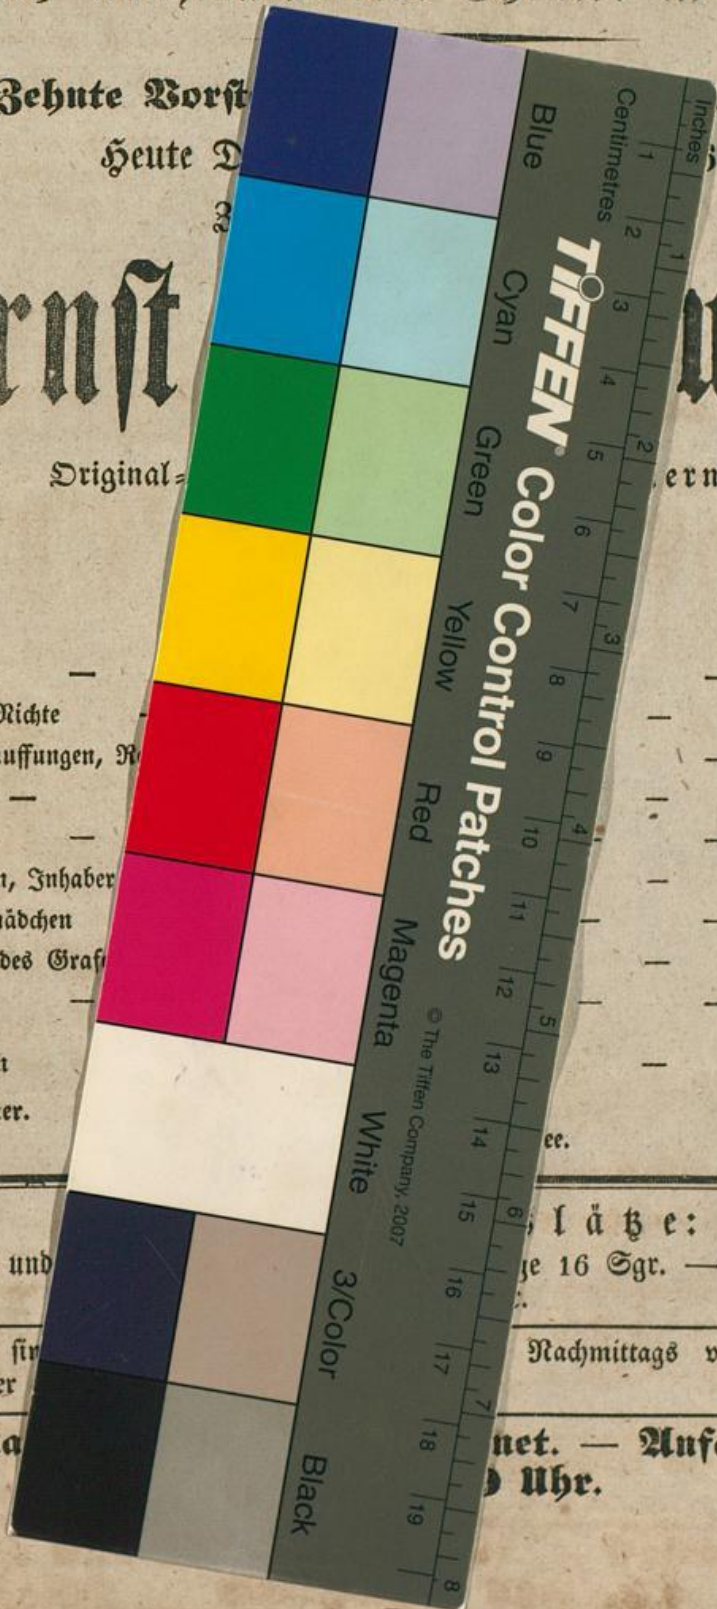 Zehnte Vorst
Heute D
rnst
Original=
ern
Nichte
uffungen, R
n, Inhaber
ädchen
des Graf
n
er.
ee.
lätze:
und
ge 16 Sgr. —
sin
Nachmittags v
er
net. — Anf
Uhr.
Inches
Centimetres
1 2 3 4 5 6 7 8 9 10 11 12 13 14 15 16 17 18 19
1 2 3 4 5 6 7 8
TIFFEN® Color Control Patches
© The Tiffen Company, 2007
Blue
Cyan
Green
Yellow
Red
Magenta
White
3/Color
Black